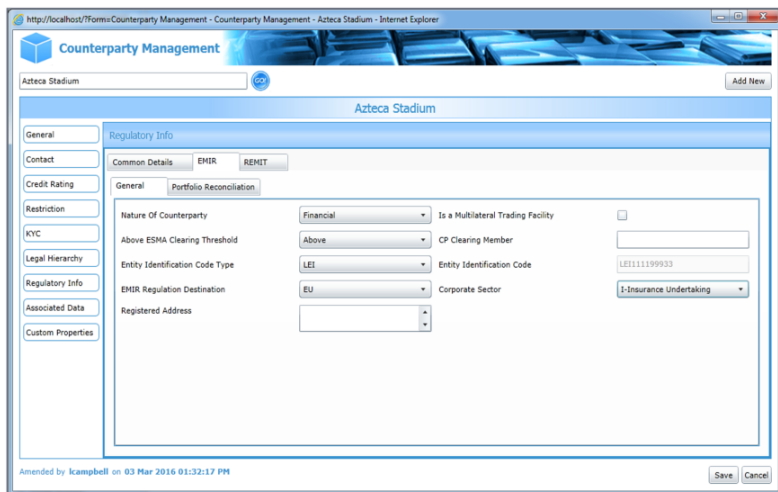 http://localhost/?Form=Counterparty Management - Counterparty Management - Azteca Stadium - Internet Explorer
Counterparty Management
Azteca Stadium GO! Add New
Azteca Stadium
General
Contact
Credit Rating
Restriction
KYC
Legal Hierarchy
Regulatory Info
Associated Data
Custom Properties
Regulatory Info
Common Details EMIR REMIT
General Portfolio Reconciliation
Nature Of Counterparty Financial Is a Multilateral Trading Facility
Above ESMA Clearing Threshold Above CP Clearing Member
Entity Identification Code Type LEI Entity Identification Code LEI111199933
EMIR Regulation Destination EU Corporate Sector I-Insurance Undertaking
Registered Address
Amended by lcampbell on 03 Mar 2016 01:32:17 PM Save Cancel